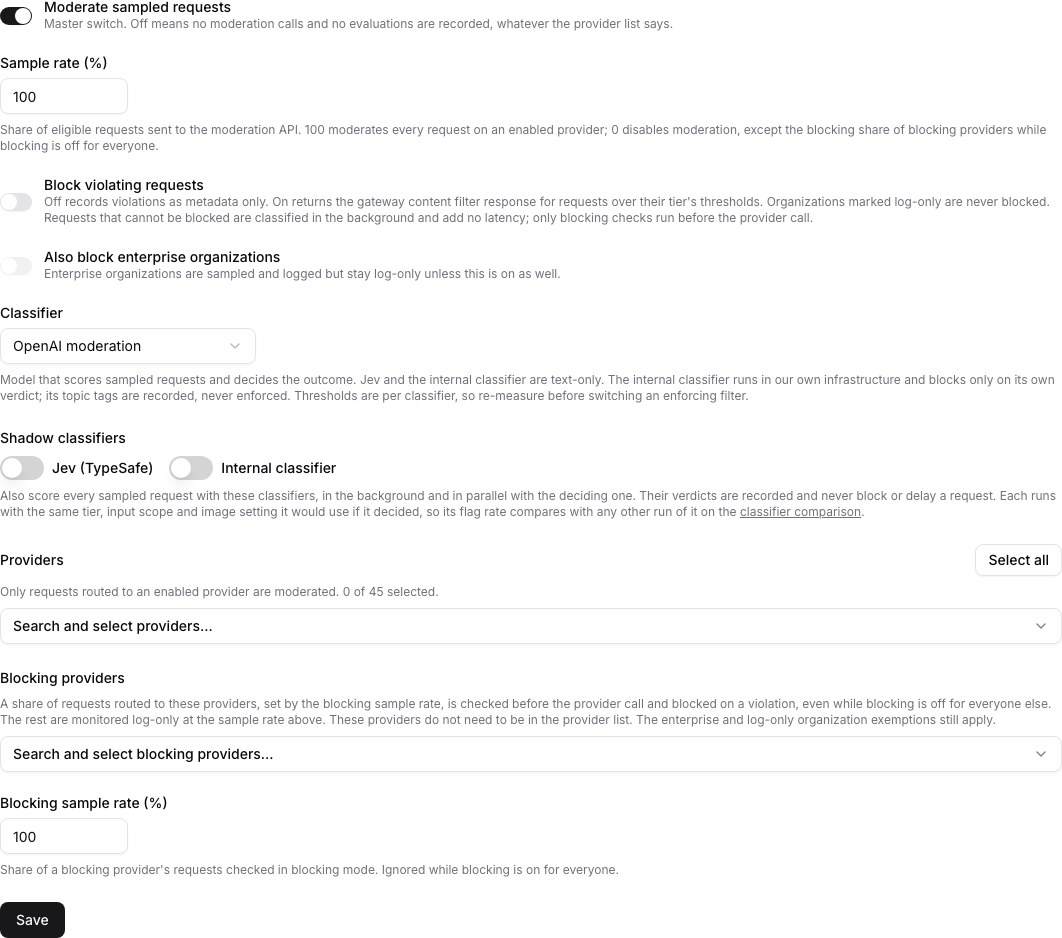 Moderate sampled requests
Master switch. Off means no moderation calls and no evaluations are recorded, whatever the provider list says.
Sample rate (%)
100
Share of eligible requests sent to the moderation API. 100 moderates every request on an enabled provider; 0 disables moderation, except the blocking share of blocking providers while
blocking is off for everyone.
Block violating requests
Off records violations as metadata only. On returns the gateway content filter response for requests over their tier's thresholds. Organizations marked log-only are never blocked.
Requests that cannot be blocked are classified in the background and add no latency; only blocking checks run before the provider call.
Also block enterprise organizations
Enterprise organizations are sampled and logged but stay log-only unless this is on as well.
Classifier
OpenAI moderation
Model that scores sampled requests and decides the outcome. Jev and the internal classifier are text-only. The internal classifier runs in our own infrastructure and blocks only on its own
verdict; its topic tags are recorded, never enforced. Thresholds are per classifier, so re-measure before switching an enforcing filter.
Shadow classifiers
Jev (TypeSafe) Internal classifier
Also score every sampled request with these classifiers, in the background and in parallel with the deciding one. Their verdicts are recorded and never block or delay a request. Each runs
with the same tier, input scope and image setting it would use if it decided, so its flag rate compares with any other run of it on the classifier comparison.
Providers Select all
Only requests routed to an enabled provider are moderated. 0 of 45 selected.
Search and select providers...
Blocking providers
A share of requests routed to these providers, set by the blocking sample rate, is checked before the provider call and blocked on a violation, even while blocking is off for everyone else.
The rest are monitored log-only at the sample rate above. These providers do not need to be in the provider list. The enterprise and log-only organization exemptions still apply.
Search and select blocking providers...
Blocking sample rate (%)
100
Share of a blocking provider's requests checked in blocking mode. Ignored while blocking is on for everyone.
Save